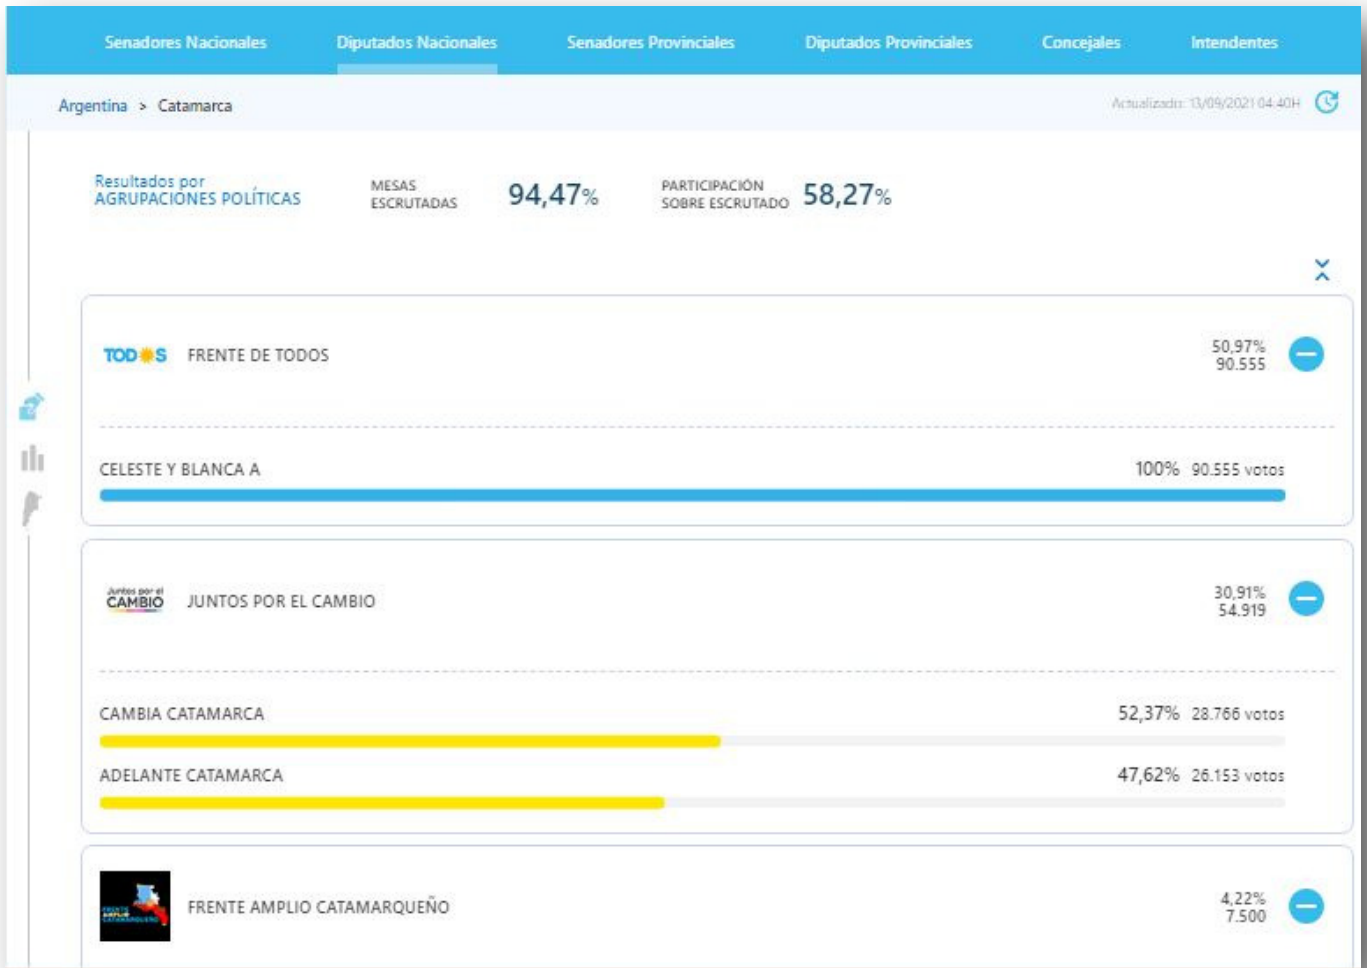 Senadores Nacionales Diputados Nacionales Senadores Provinciales Diputados Provinciales Concejales Intendentes
Argentina > Catamarca Actualizado: 13/09/2021 04:40H
Resultados por
AGRUPACIONES POLÍTICAS
MESAS
ESCRUTADAS
94,47%
PARTICIPACIÓN
SOBRE ESCRUTADO
58,27%
TODOS FRENTE DE TODOS
50,97%
90.555
CELESTE Y BLANCA A 100% 90.555 votos
Juntos por el
CAMBIO
JUNTOS POR EL CAMBIO
30,91%
54.919
CAMBIA CATAMARCA 52,37% 28.766 votos
ADELANTE CATAMARCA 47,62% 26.153 votos
FRENTE
AMPLIO
CATAMARQUEÑO
FRENTE AMPLIO CATAMARQUEÑO
4,22%
7.500